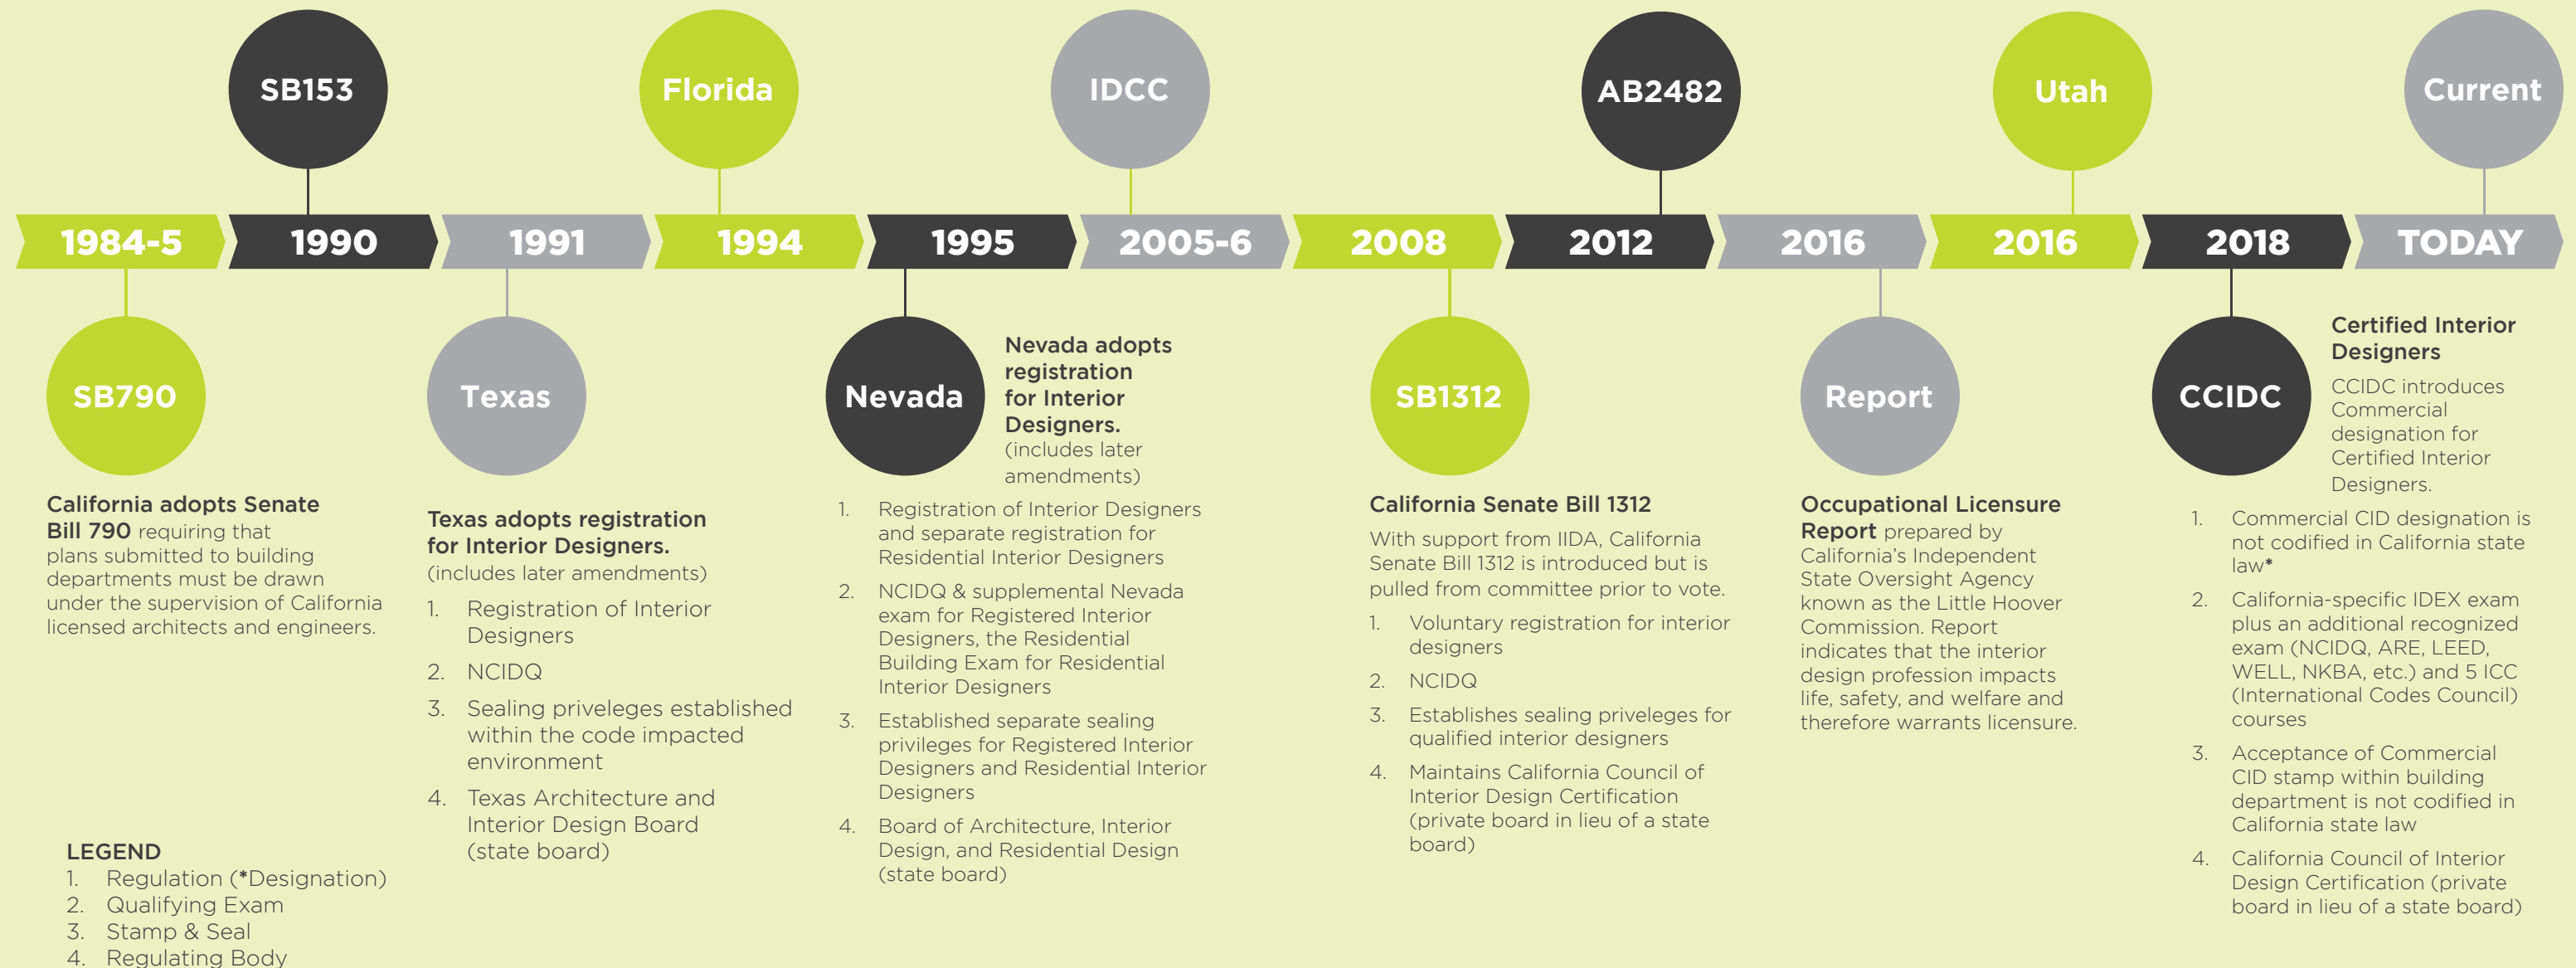 SB153
Florida
IDCC
AB2482
Utah
Current
1984-5
1990
1991
1994
1995
2005-6
2008
2012
2016
2016
2018
TODAY
SB790
California adopts Senate
Bill 790 requiring that
plans submitted to building
departments must be drawn
under the supervision of California
licensed architects and engineers.
LEGEND
1. Regulation (*Designation)
2. Qualifying Exam
3. Stamp & Seal
4. Regulating Body
Texas
Texas adopts registration
for Interior Designers.
(includes later amendments)
1. Registration of Interior
Designers
2. NCIDQ
3. Sealing priveleges established
within the code impacted
environment
4. Texas Architecture and
Interior Design Board
(state board)
Nevada
Nevada adopts
registration
for Interior
Designers.
(includes later
amendments)
1. Registration of Interior Designers
and separate registration for
Residential Interior Designers
2. NCIDQ & supplemental Nevada
exam for Registered Interior
Designers, the Residential
Building Exam for Residential
Interior Designers
3. Established separate sealing
privileges for Registered Interior
Designers and Residential Interior
Designers
4. Board of Architecture, Interior
Design, and Residential Design
(state board)
SB1312
California Senate Bill 1312
With support from IIDA, California
Senate Bill 1312 is introduced but is
pulled from committee prior to vote.
1. Voluntary registration for interior
designers
2. NCIDQ
3. Establishes sealing priveleges for
qualified interior designers
4. Maintains California Council of
Interior Design Certification
(private board in lieu of a state
board)
Report
Occupational Licensure
Report prepared by
California's Independent
State Oversight Agency
known as the Little Hoover
Commission. Report
indicates that the interior
design profession impacts
life, safety, and welfare and
therefore warrants licensure.
CCIDC
Certified Interior
Designers
CCIDC introduces
Commercial
designation for
Certified Interior
Designers.
1. Commercial CID designation is
not codified in California state
law*
2. California-specific IDEX exam
plus an additional recognized
exam (NCIDQ, ARE, LEED,
WELL, NKBA, etc.) and 5 ICC
(International Codes Council)
courses
3. Acceptance of Commercial
CID stamp within building
department is not codified in
California state law
4. California Council of Interior
Design Certification (private
board in lieu of a state board)